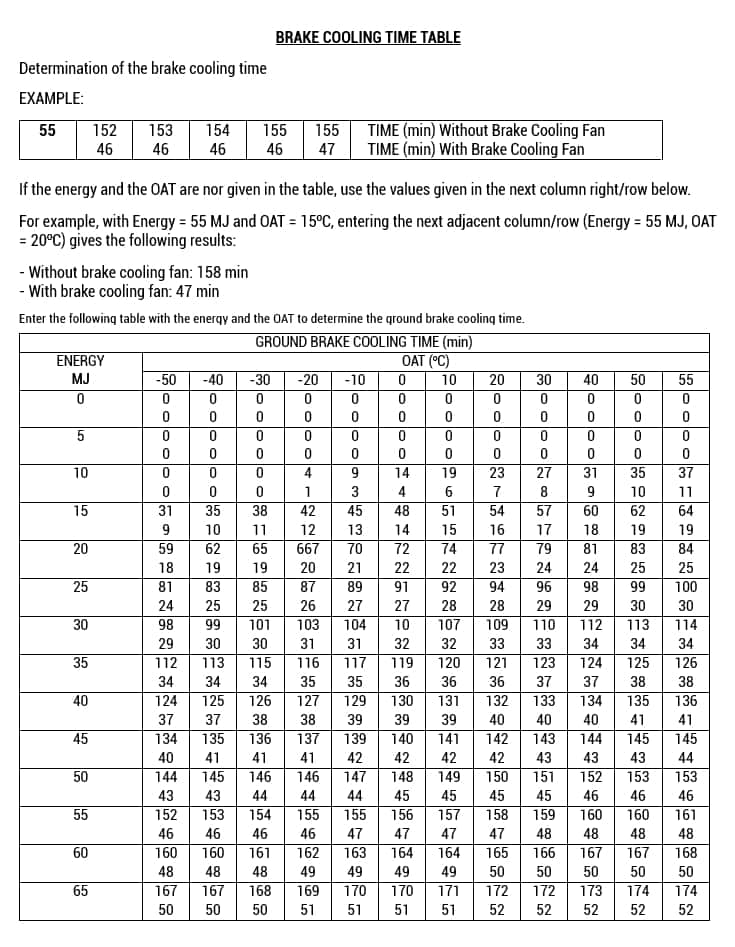 BRAKE COOLING TIME TABLE
Determination of the brake cooling time
EXAMPLE:
55 152 153 154 155 155 TIME (min) Without Brake Cooling Fan
46 46 46 46 47 TIME (min) With Brake Cooling Fan
If the energy and the OAT are nor given in the table, use the values given in the next column right/row below.
For example, with Energy = 55 MJ and OAT = 15ºC, entering the next adjacent column/row (Energy = 55 MJ, OAT
= 20ºC) gives the following results:
- Without brake cooling fan: 158 min
- With brake cooling fan: 47 min
Enter the following table with the energy and the OAT to determine the ground brake cooling time.
GROUND BRAKE COOLING TIME (min)
ENERGY OAT (ºC)
MJ -50 -40 -30 -20 -10 0 10 20 30 40 50 55
0 0 0 0 0 0 0 0 0 0 0 0 0
0 0 0 0 0 0 0 0 0 0 0 0
5 0 0 0 0 0 0 0 0 0 0 0 0
0 0 0 0 0 0 0 0 0 0 0 0
10 0 0 0 4 9 14 19 23 27 31 35 37
0 0 0 1 3 4 6 7 8 9 10 11
15 31 35 38 42 45 48 51 54 57 60 62 64
9 10 11 12 13 14 15 16 17 18 19 19
20 59 62 65 667 70 72 74 77 79 81 83 84
18 19 19 20 21 22 22 23 24 24 25 25
25 81 83 85 87 89 91 92 94 96 98 99 100
24 25 25 26 27 27 28 28 29 29 30 30
30 98 99 101 103 104 10 107 109 110 112 113 114
29 30 30 31 31 32 32 33 33 34 34 34
35 112 113 115 116 117 119 120 121 123 124 125 126
34 34 34 35 35 36 36 36 37 37 38 38
40 124 125 126 127 129 130 131 132 133 134 135 136
37 37 38 38 39 39 39 40 40 40 41 41
45 134 135 136 137 139 140 141 142 143 144 145 145
40 41 41 41 42 42 42 42 43 43 43 44
50 144 145 146 146 147 148 149 150 151 152 153 153
43 43 44 44 44 45 45 45 45 46 46 46
55 152 153 154 155 155 156 157 158 159 160 160 161
46 46 46 46 47 47 47 47 48 48 48 48
60 160 160 161 162 163 164 164 165 166 167 167 168
48 48 48 49 49 49 49 50 50 50 50 50
65 167 167 168 169 170 170 171 172 172 173 174 174
50 50 50 51 51 51 51 52 52 52 52 52